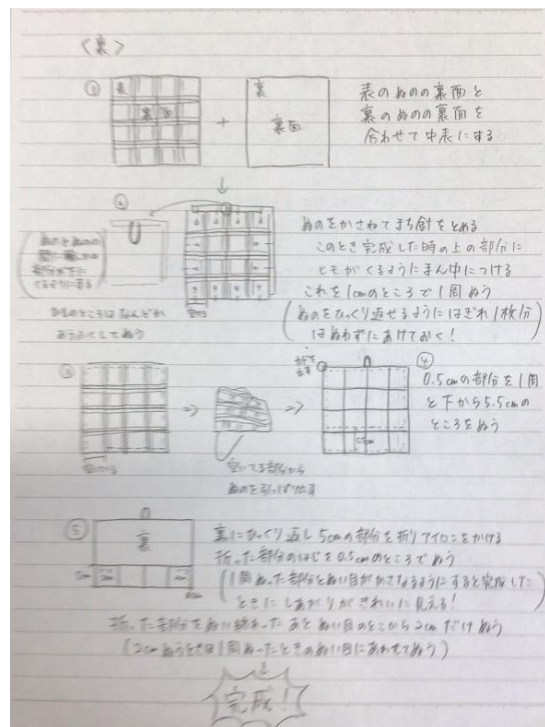 〈裏〉
① 表 裏面 + 裏 裏面
表のぬのの裏面と
裏のぬのの裏面を
合わせて中表にする
②
ぬのをかさねてまち針をとめる
このとき完成した時の上の部分に
ヒモがくるようにまん中につける
これを1cmのところで1周ぬう
(ぬのをひっくり返せるようにはぎれ1枚分
はぬわずにあけておく!)
ひものところはなんどか
おうふくしてぬう
③
空いてる部分から
ぬのを引っぱり出す
④
0.5cmの部分を1周
と下から5.5cmの
ところをぬう
⑤ 裏
裏にひっくり返し5cmの部分を折りアイロンをかける
折った部分のはじを0.5cmのところでぬう
(1周ぬった部分とぬい目がかさなるようにすると完成した
ときにしあがりがきれいに見える!)
折った部分をぬい終わったあとぬい目のとこから2cmだけぬう
(2cmぬうときは1周ぬったときのぬい目にあわせてぬう)
完成!